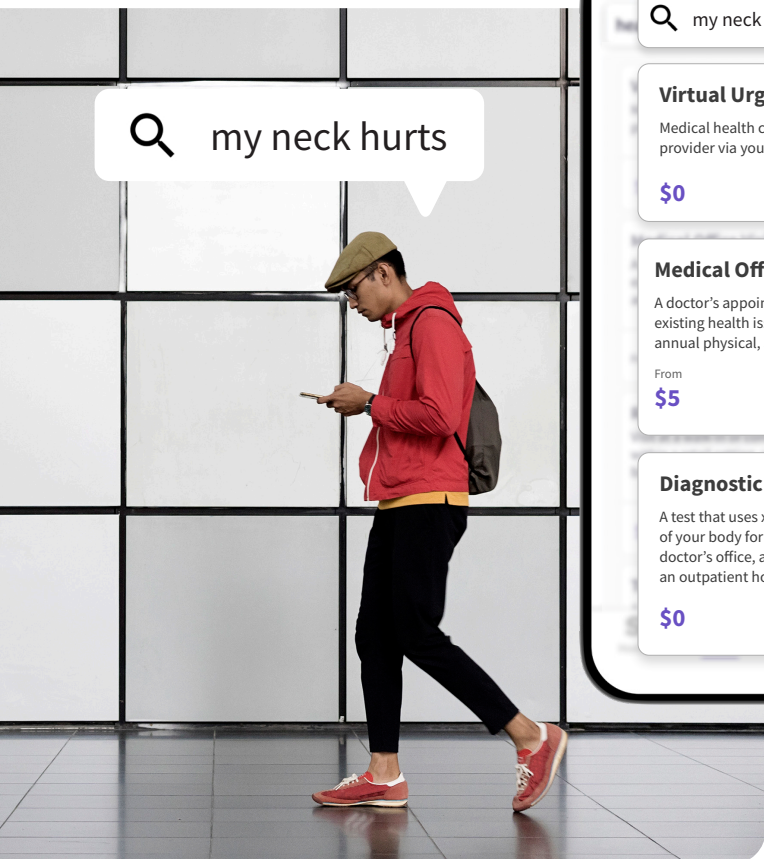 my neck hurts
my neck
Virtual Urg
Medical health c
provider via you
$0
Medical Off
A doctor's appoin
existing health is
annual physical,
From
$5
Diagnostic
A test that uses x
of your body for
doctor's office, a
an outpatient ho
$0